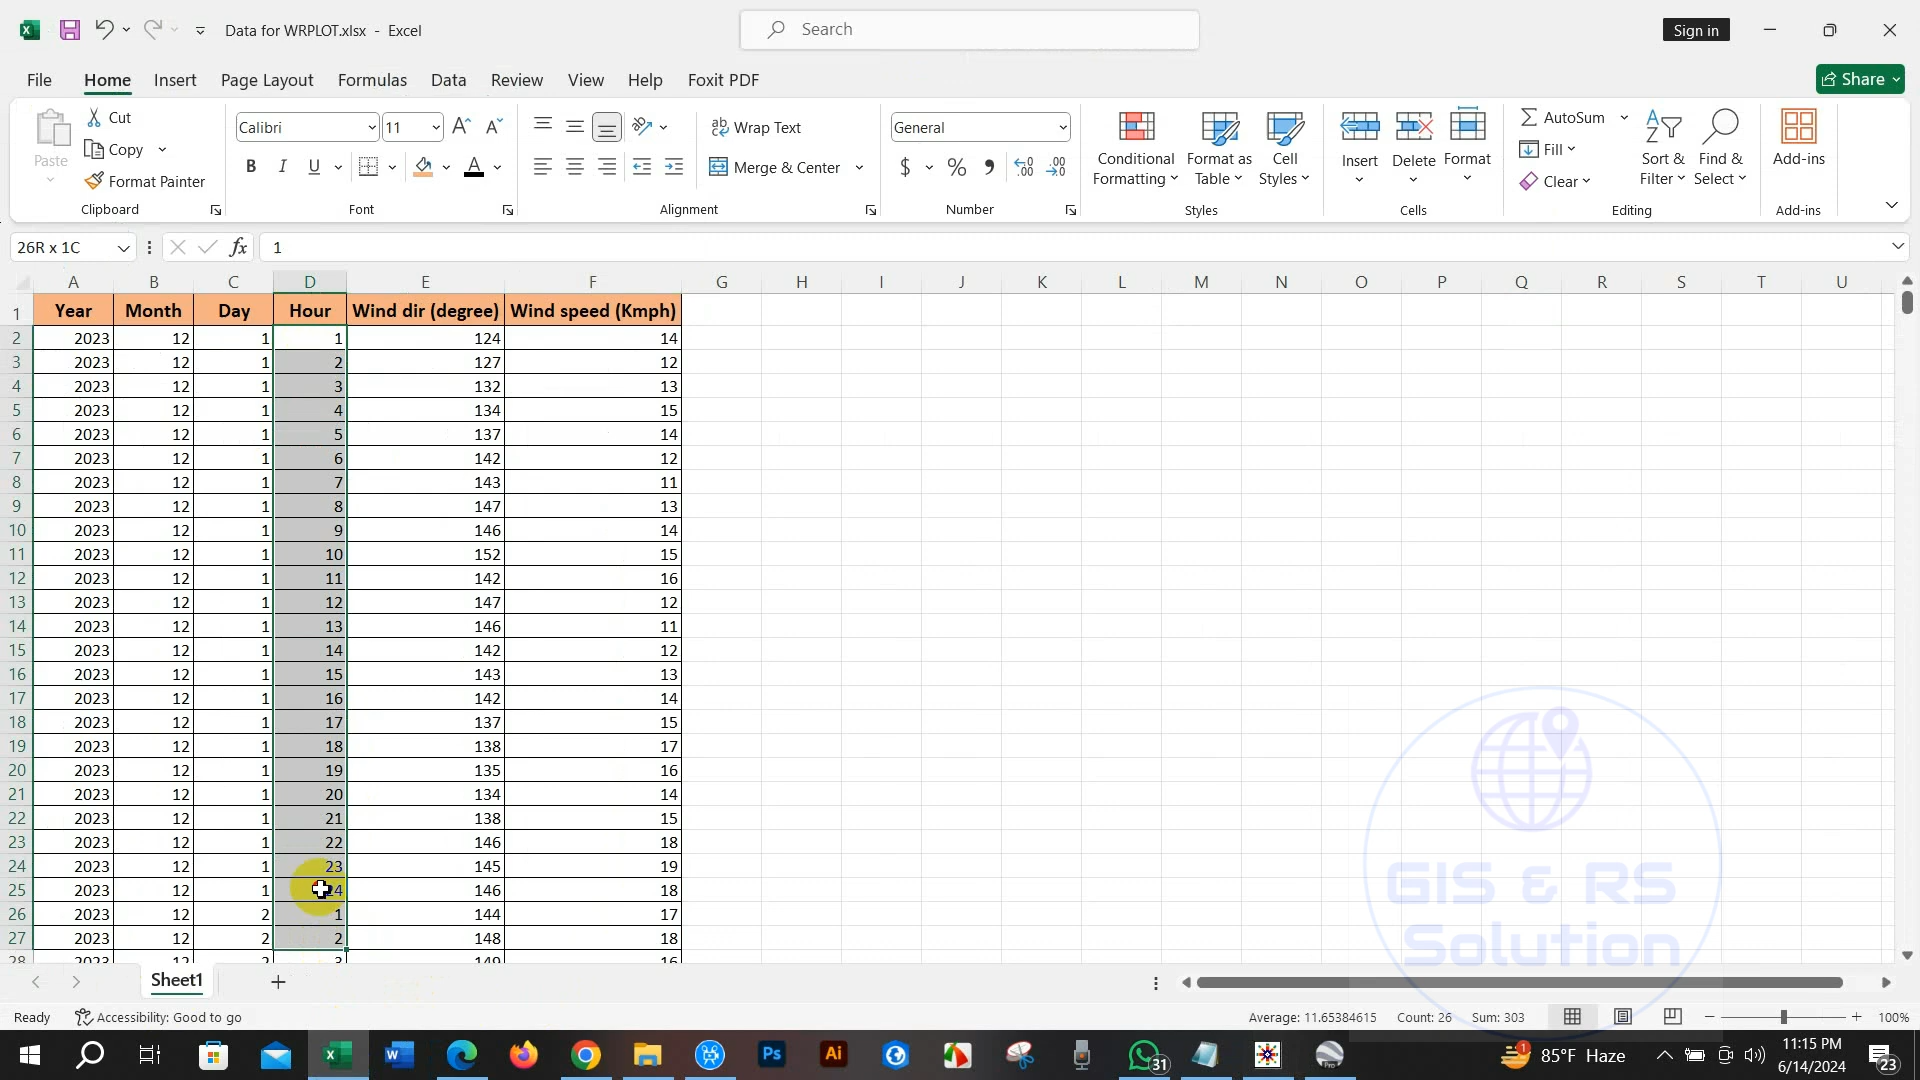 Data for WRPLOT.xlsx - Excel
Search
Sign in
File Home Insert Page Layout Formulas Data Review View Help Foxit PDF
Share
Paste
Cut
Copy
Format Painter
Clipboard
Calibri 11
B I U
Font
Wrap Text
Merge & Center
Alignment
General
$ %
Number
Conditional Formatting
Format as Table
Cell Styles
Styles
Insert Delete Format
Cells
AutoSum
Fill
Clear
Sort & Filter
Find & Select
Editing
Add-ins
Add-ins
26R x 1C fx 1
A B C D E F G H I J K L M N O P Q R S T U
1 Year Month Day Hour Wind dir (degree) Wind speed (Kmph)
2 2023 12 1 1 124 14
3 2023 12 1 2 127 12
4 2023 12 1 3 132 13
5 2023 12 1 4 134 15
6 2023 12 1 5 137 14
7 2023 12 1 6 142 12
8 2023 12 1 7 143 11
9 2023 12 1 8 147 13
10 2023 12 1 9 146 14
11 2023 12 1 10 152 15
12 2023 12 1 11 142 16
13 2023 12 1 12 147 12
14 2023 12 1 13 146 11
15 2023 12 1 14 142 12
16 2023 12 1 15 143 13
17 2023 12 1 16 142 14
18 2023 12 1 17 137 15
19 2023 12 1 18 138 17
20 2023 12 1 19 135 16
21 2023 12 1 20 134 14
22 2023 12 1 21 138 15
23 2023 12 1 22 146 18
24 2023 12 1 23 145 19
25 2023 12 1 24 146 18
26 2023 12 2 1 144 17
27 2023 12 2 2 148 18
28 2023 12 2 3 149 16
GIS & RS
Solution
Sheet1
Ready Accessibility: Good to go
Average: 11.65384615 Count: 26 Sum: 303
100%
31
85°F Haze
11:15 PM
6/14/2024
23